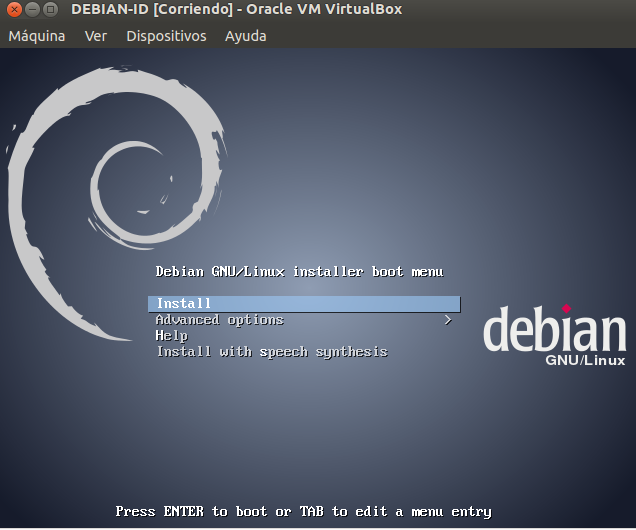 DEBIAN-ID [Corriendo] - Oracle VM VirtualBox
Máquina Ver Dispositivos Ayuda
Debian GNU/Linux installer boot menu
Install
Advanced options >
Help
Install with speech synthesis
debian
GNU/Linux
Press ENTER to boot or TAB to edit a menu entry